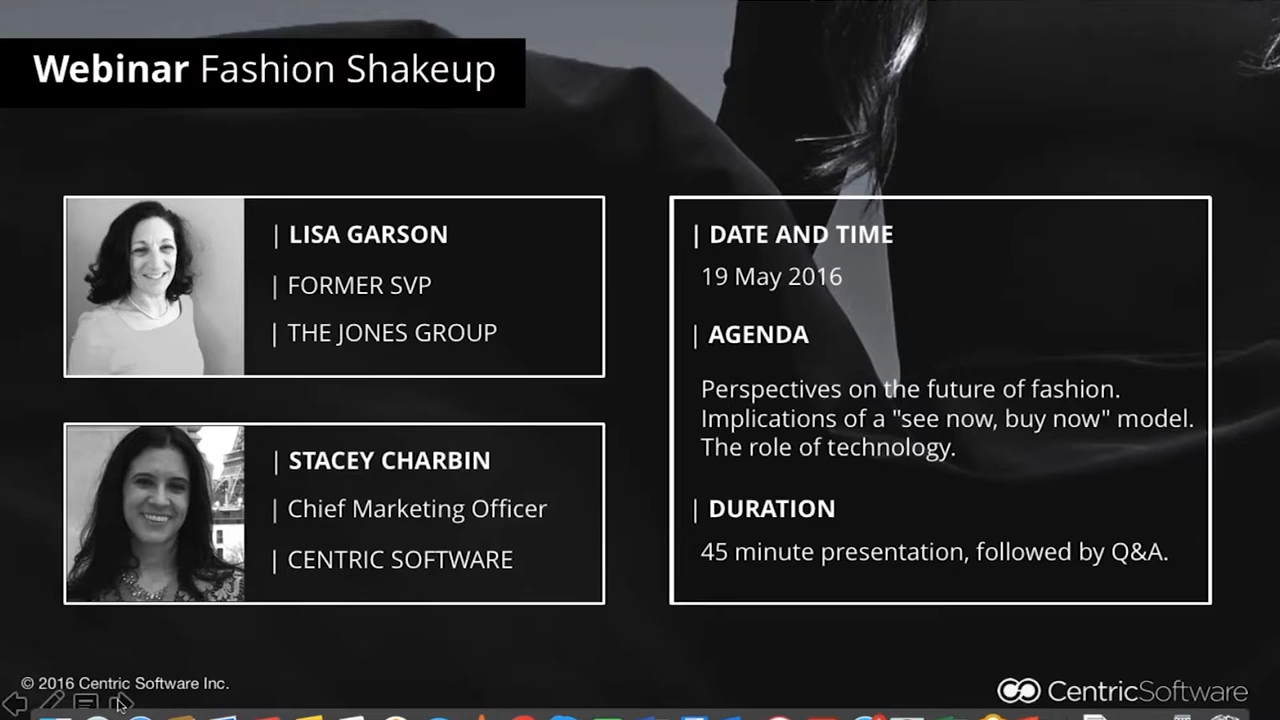 Webinar Fashion Shakeup
| LISA GARSON
| FORMER SVP
| THE JONES GROUP
| STACEY CHARBIN
| Chief Marketing Officer
| CENTRIC SOFTWARE
| DATE AND TIME
19 May 2016
| AGENDA
Perspectives on the future of fashion.
Implications of a "see now, buy now" model.
The role of technology.
| DURATION
45 minute presentation, followed by Q&A.
© 2016 Centric Software Inc.
CentricSoftware